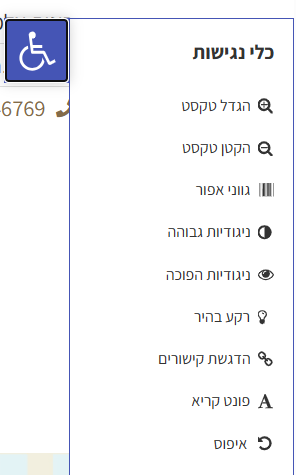 כלי נגישות
הגדל טקסט
הקטן טקסט
גווני אפור
ניגודיות גבוהה
ניגודיות הפוכה
רקע בהיר
הדגשת קישורים
פונט קריא
איפוס
6769